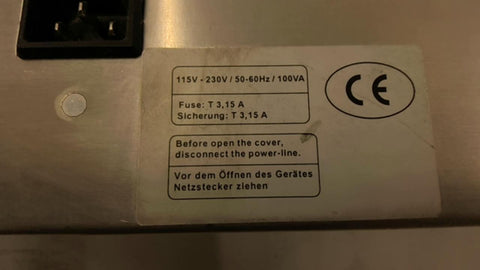 115V - 230V / 50-60Hz / 100VA
Fuse: T 3,15 A
Sicherung: T 3,15 A
CE
Before open the cover,
disconnect the power-line.
Vor dem Öffnen des Gerätes
Netzstecker ziehen